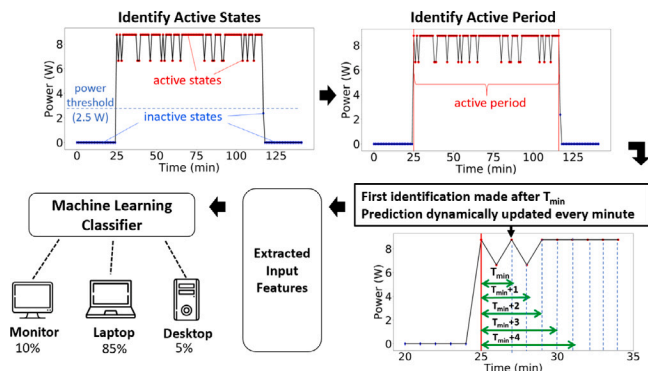 Identify Active States
Power (W)
8
6
4
2
0
power
threshold
(2.5 W)
active states
inactive states
0 25 50 75 100 125
Time (min)
Identify Active Period
Power (W)
8
6
4
2
0
active period
0 25 50 75 100 125
Time (min)
First identification made after Tmin
Prediction dynamically updated every minute
Power (W)
8
6
4
2
0
Tmin
Tmin+1
Tmin+2
Tmin+3
Tmin+4
20 25 30 35
Time (min)
Extracted
Input
Features
Machine Learning
Classifier
Monitor
10%
Laptop
85%
Desktop
5%